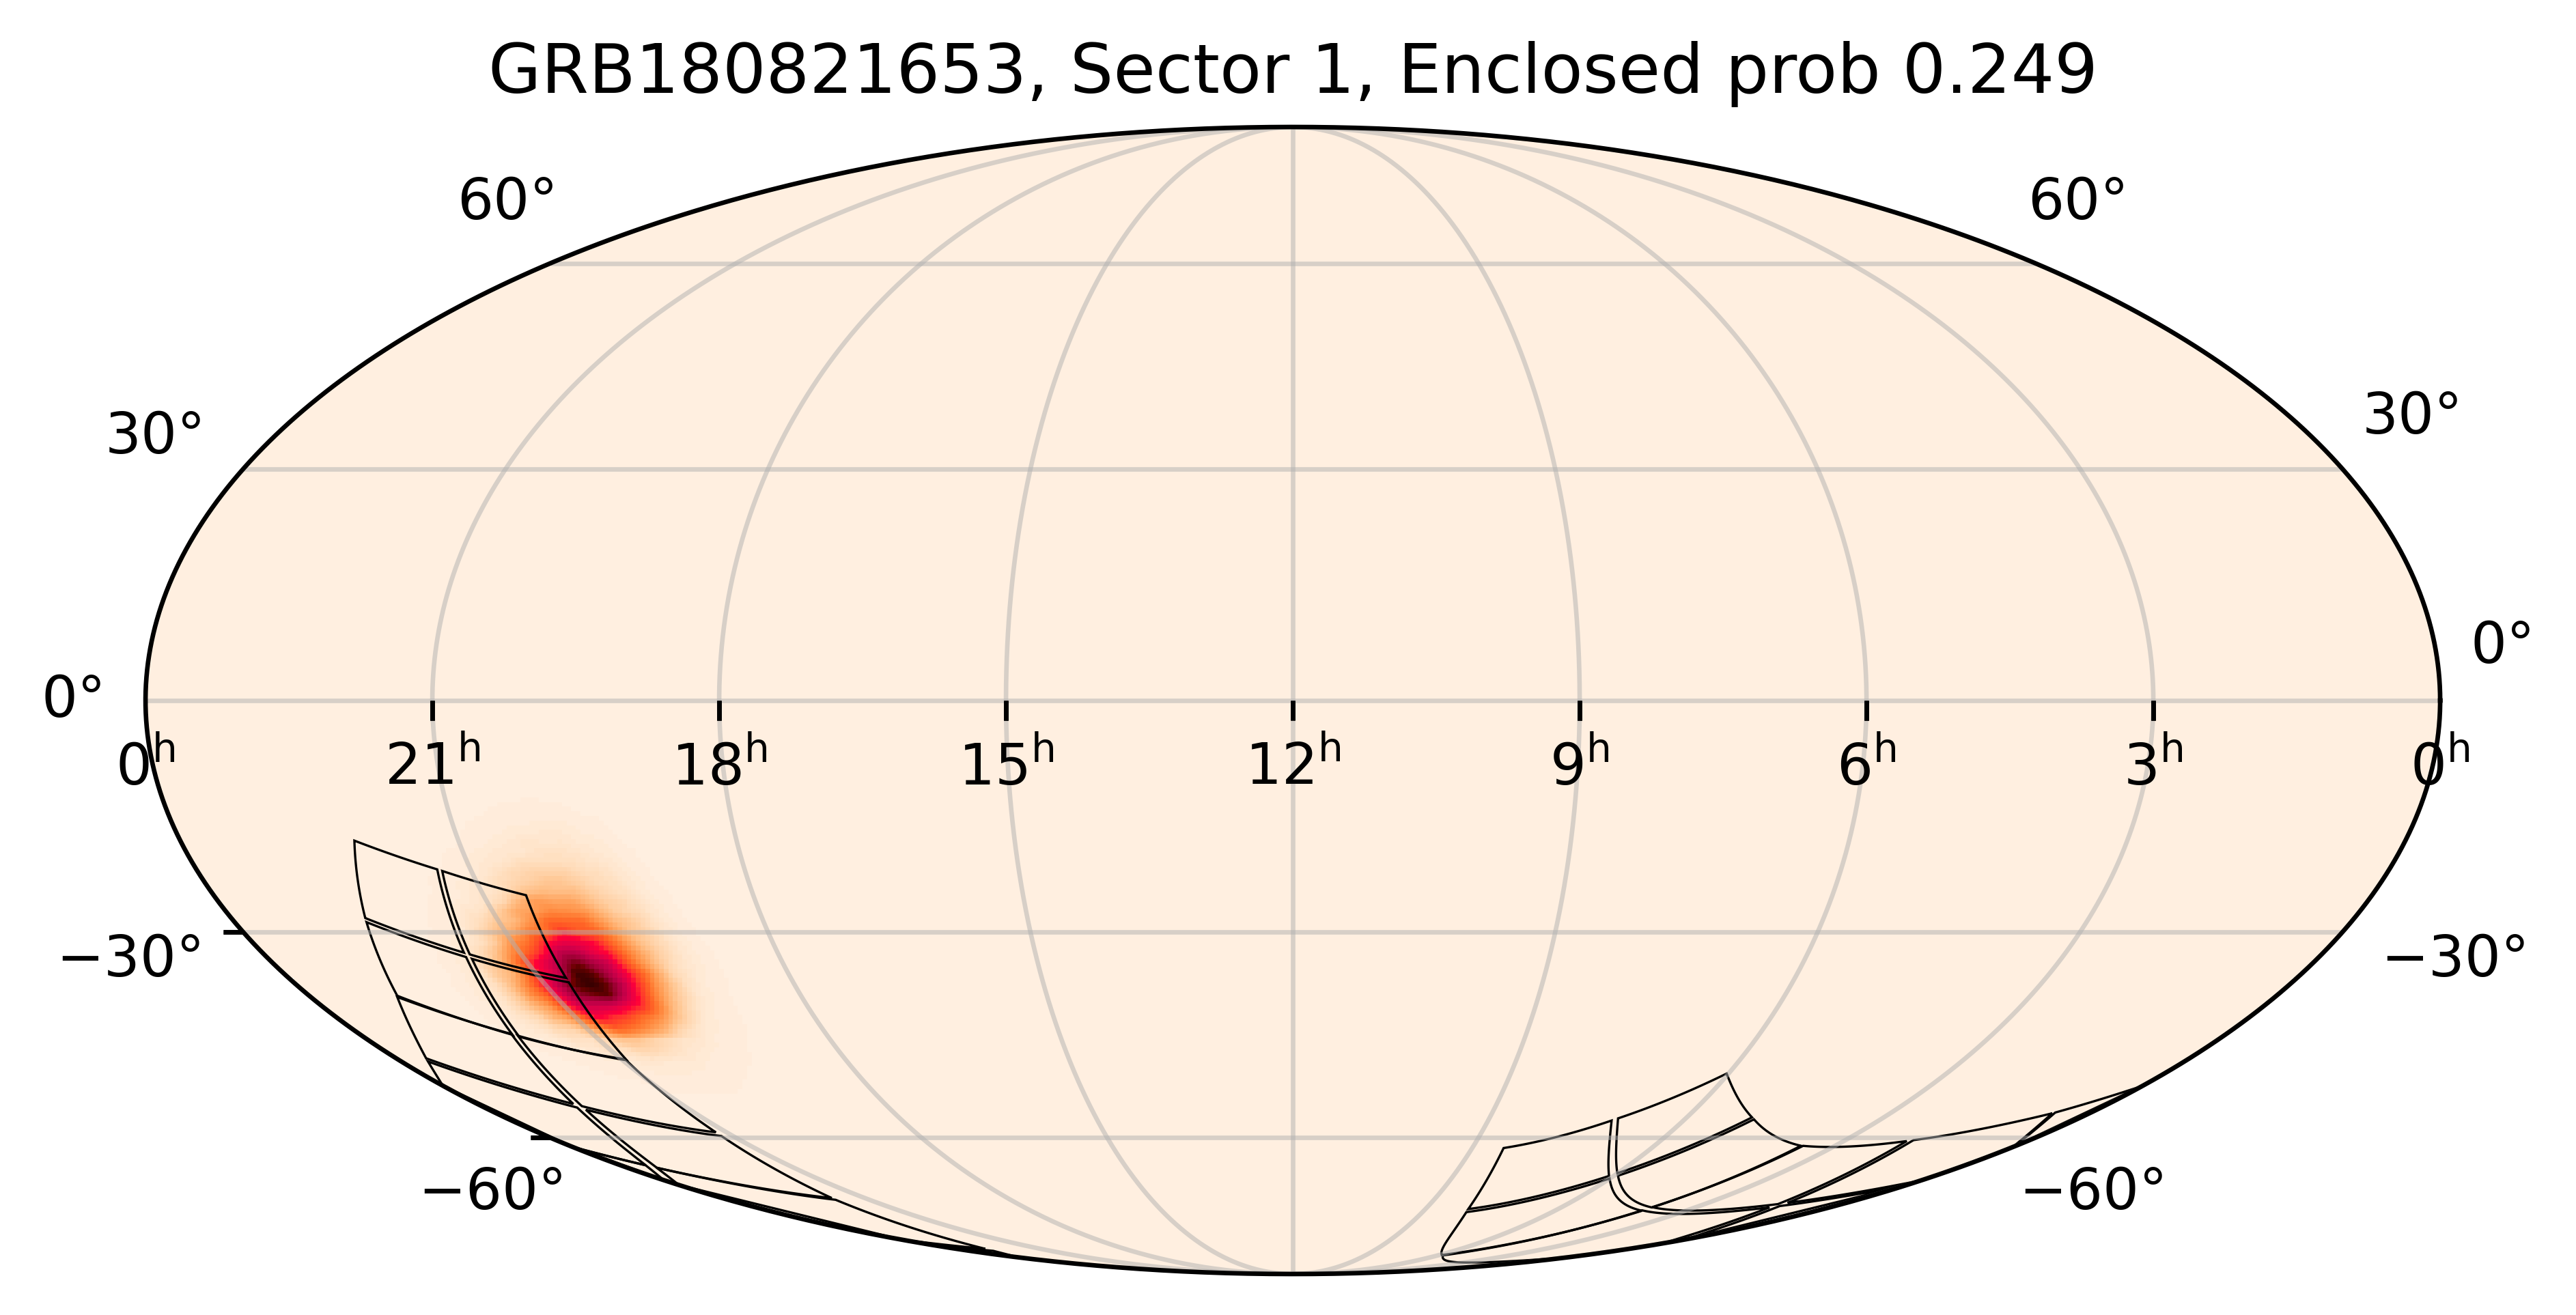 GRB180821653, Sector 1, Enclosed prob 0.249
60° 60°
30° 30°
0° 0°
0h 21h 18h 15h 12h 9h 6h 3h 0h
−30° −30°
−60° −60°